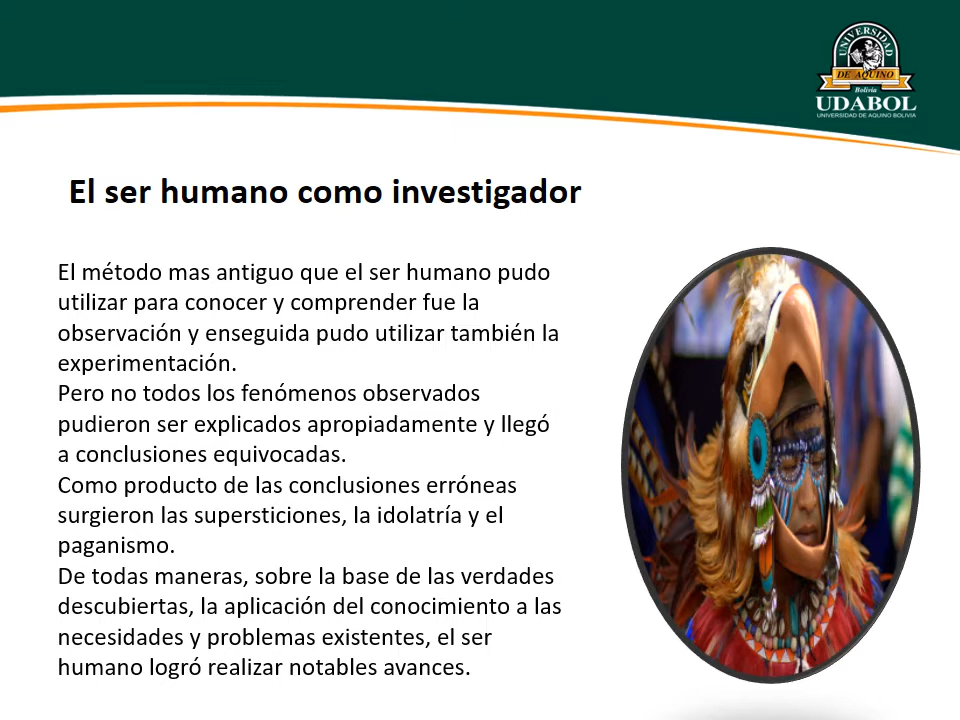 UNIVERSIDAD
DE AQUINO
Bolivia
UDABOL
UNIVERSIDAD DE AQUINO BOLIVIA
El ser humano como investigador
El método mas antiguo que el ser humano pudo
utilizar para conocer y comprender fue la
observación y enseguida pudo utilizar también la
experimentación.
Pero no todos los fenómenos observados
pudieron ser explicados apropiadamente y llegó
a conclusiones equivocadas.
Como producto de las conclusiones erróneas
surgieron las supersticiones, la idolatría y el
paganismo.
De todas maneras, sobre la base de las verdades
descubiertas, la aplicación del conocimiento a las
necesidades y problemas existentes, el ser
humano logró realizar notables avances.